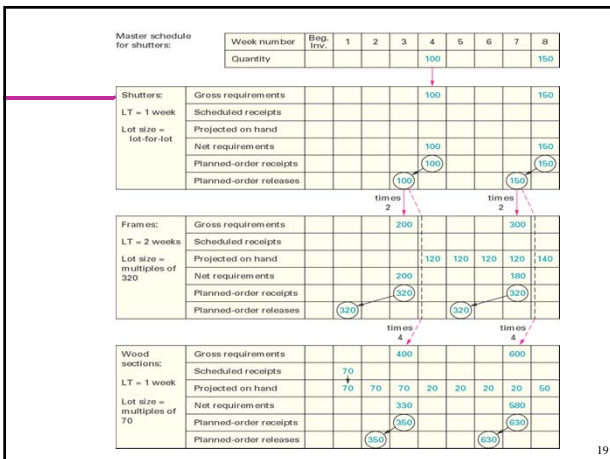 Master schedule for shutters:
Week number Beg. Inv. 1 2 3 4 5 6 7 8
Quantity 100 150
Shutters:
LT = 1 week
Lot size = lot-for-lot
Gross requirements 100 150
Scheduled receipts
Projected on hand
Net requirements 100 150
Planned-order receipts 100 150
Planned-order releases 100 150
times 2 times 2
Frames:
LT = 2 weeks
Lot size = multiples of 320
Gross requirements 200 300
Scheduled receipts
Projected on hand 120 120 120 120 140
Net requirements 200 180
Planned-order receipts 320 320
Planned-order releases 320 320
times 4 times 4
Wood sections:
LT = 1 week
Lot size = multiples of 70
Gross requirements 400 600
Scheduled receipts 70
Projected on hand 70 70 70 20 20 20 20 50
Net requirements 330 580
Planned-order receipts 350 630
Planned-order releases 350 630
19